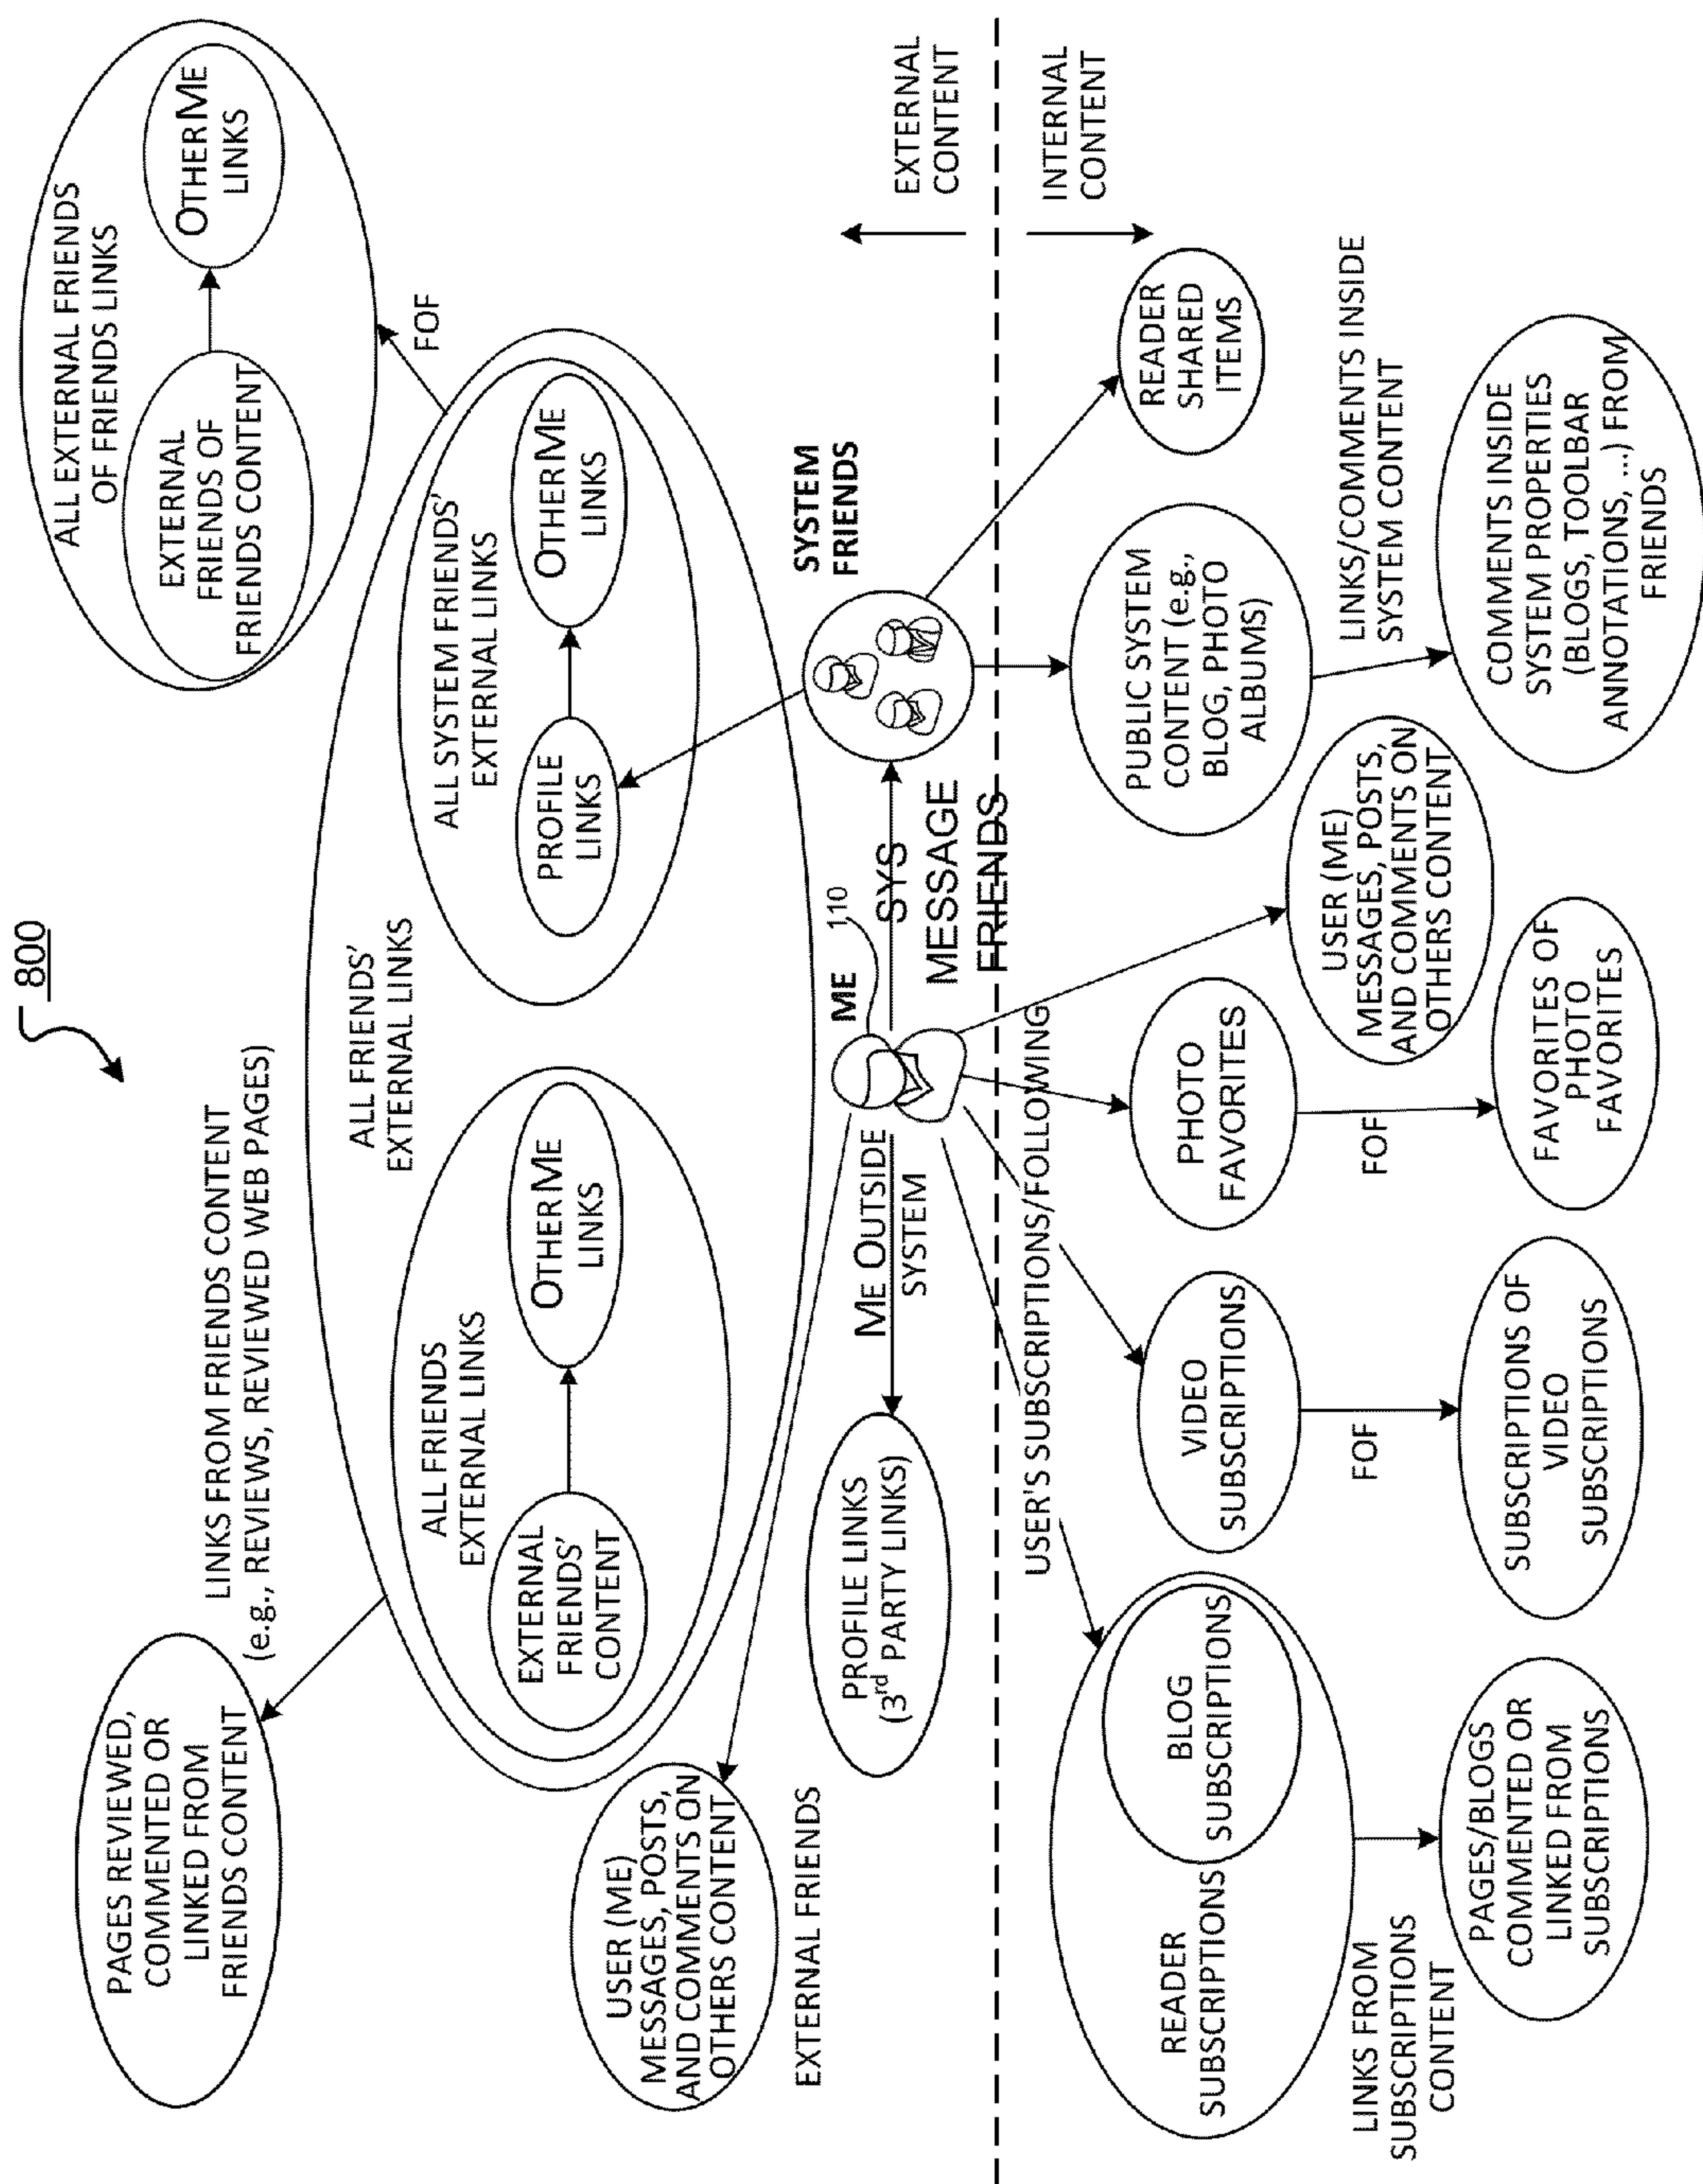 800
PAGES REVIEWED,
COMMENTED OR
LINKED FROM
FRIENDS CONTENT
LINKS FROM FRIENDS CONTENT
(e.g., REVIEWS, REVIEWED WEB PAGES)
ALL EXTERNAL FRIENDS
OF FRIENDS LINKS
EXTERNAL
FRIENDS OF
FRIENDS CONTENT
OTHERME
LINKS
FOF
ALL FRIENDS'
EXTERNAL LINKS
ALL FRIENDS
EXTERNAL LINKS
EXTERNAL
FRIENDS'
CONTENT
OTHERME
LINKS
ALL SYSTEM FRIENDS'
EXTERNAL LINKS
PROFILE
LINKS
OTHERME
LINKS
USER (ME)
MESSAGES, POSTS,
AND COMMENTS ON
OTHERS CONTENT
EXTERNAL FRIENDS
PROFILE LINKS
(3rd PARTY LINKS)
ME OUTSIDE
SYSTEM
ME
110
SYS
MESSAGE
FRIENDS
SYSTEM
FRIENDS
EXTERNAL
CONTENT
INTERNAL
CONTENT
USER'S SUBSCRIPTIONS/FOLLOWING
READER
SUBSCRIPTIONS
BLOG
SUBSCRIPTIONS
VIDEO
SUBSCRIPTIONS
PHOTO
FAVORITES
USER (ME)
MESSAGES, POSTS,
AND COMMENTS ON
OTHERS CONTENT
PUBLIC SYSTEM
CONTENT (e.g.,
BLOG, PHOTO
ALBUMS)
READER
SHARED
ITEMS
LINKS FROM
SUBSCRIPTIONS
CONTENT
FOF
FOF
LINKS/COMMENTS INSIDE
SYSTEM CONTENT
PAGES/BLOGS
COMMENTED OR
LINKED FROM
SUBSCRIPTIONS
SUBSCRIPTIONS OF
VIDEO
SUBSCRIPTIONS
FAVORITES OF
PHOTO
FAVORITES
COMMENTS INSIDE
SYSTEM PROPERTIES
(BLOGS, TOOLBAR
ANNOTATIONS, ...) FROM
FRIENDS